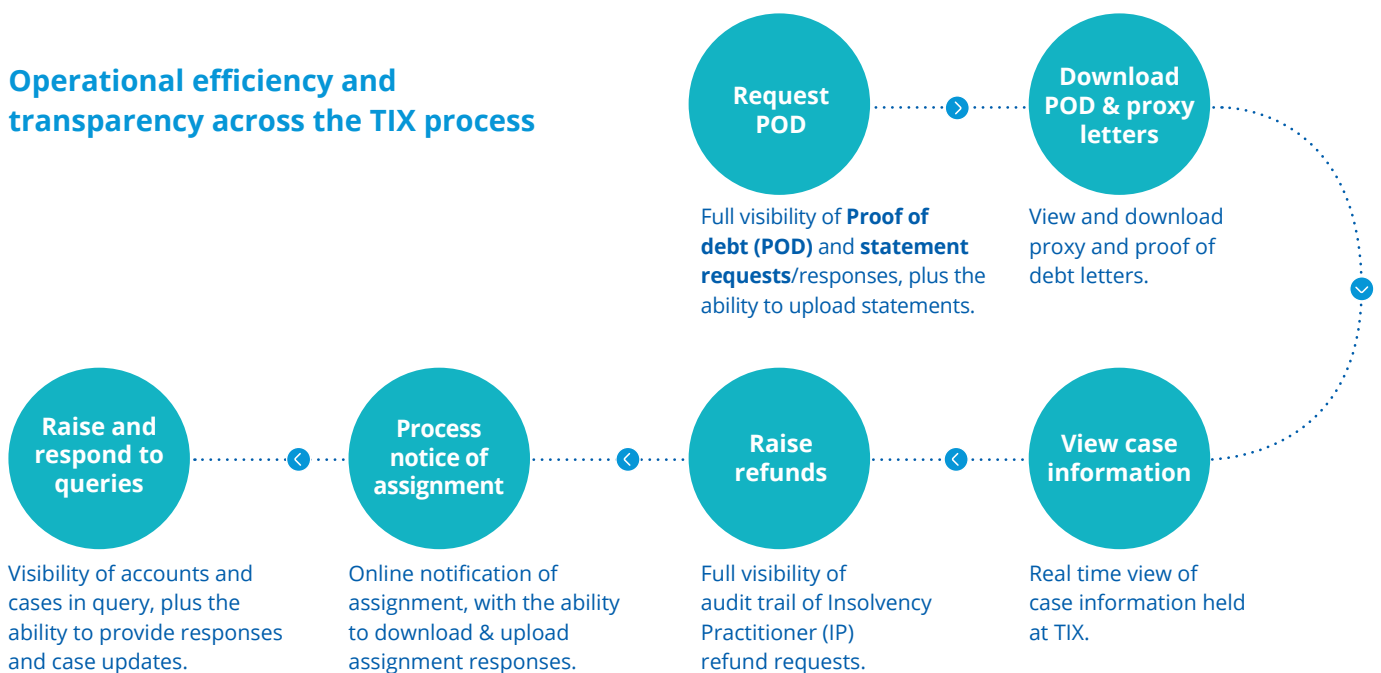 Operational efficiency and
transparency across the TIX process
Request
POD
Full visibility of Proof of
debt (POD) and statement
requests/responses, plus the
ability to upload statements.
Download
POD & proxy
letters
View and download
proxy and proof of
debt letters.
View case
information
Real time view of
case information held
at TIX.
Raise
refunds
Full visibility of
audit trail of Insolvency
Practitioner (IP)
refund requests.
Process
notice of
assignment
Online notification of
assignment, with the ability
to download & upload
assignment responses.
Raise and
respond to
queries
Visibility of accounts and
cases in query, plus the
ability to provide responses
and case updates.